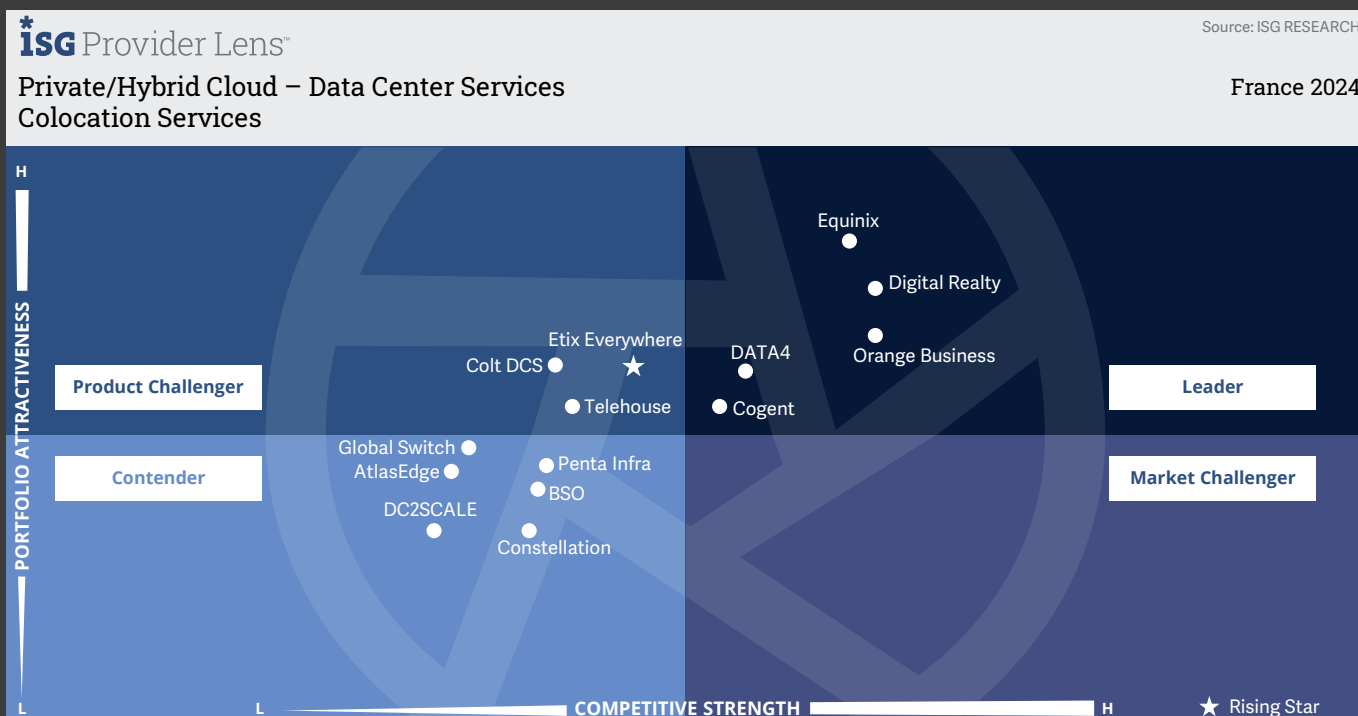 ISG Provider Lens™
Source: ISG RESEARCH
Private/Hybrid Cloud – Data Center Services
France 2024
Colocation Services
H
PORTFOLIO ATTRACTIVENESS
L
Equinix
Digital Realty
Etix Everywhere
Orange Business
DATA4
Colt DCS
Telehouse
Cogent
Product Challenger
Leader
Global Switch
Penta Infra
AtlasEdge
BSO
DC2SCALE
Constellation
Contender
Market Challenger
L
COMPETITIVE STRENGTH
H
Rising Star